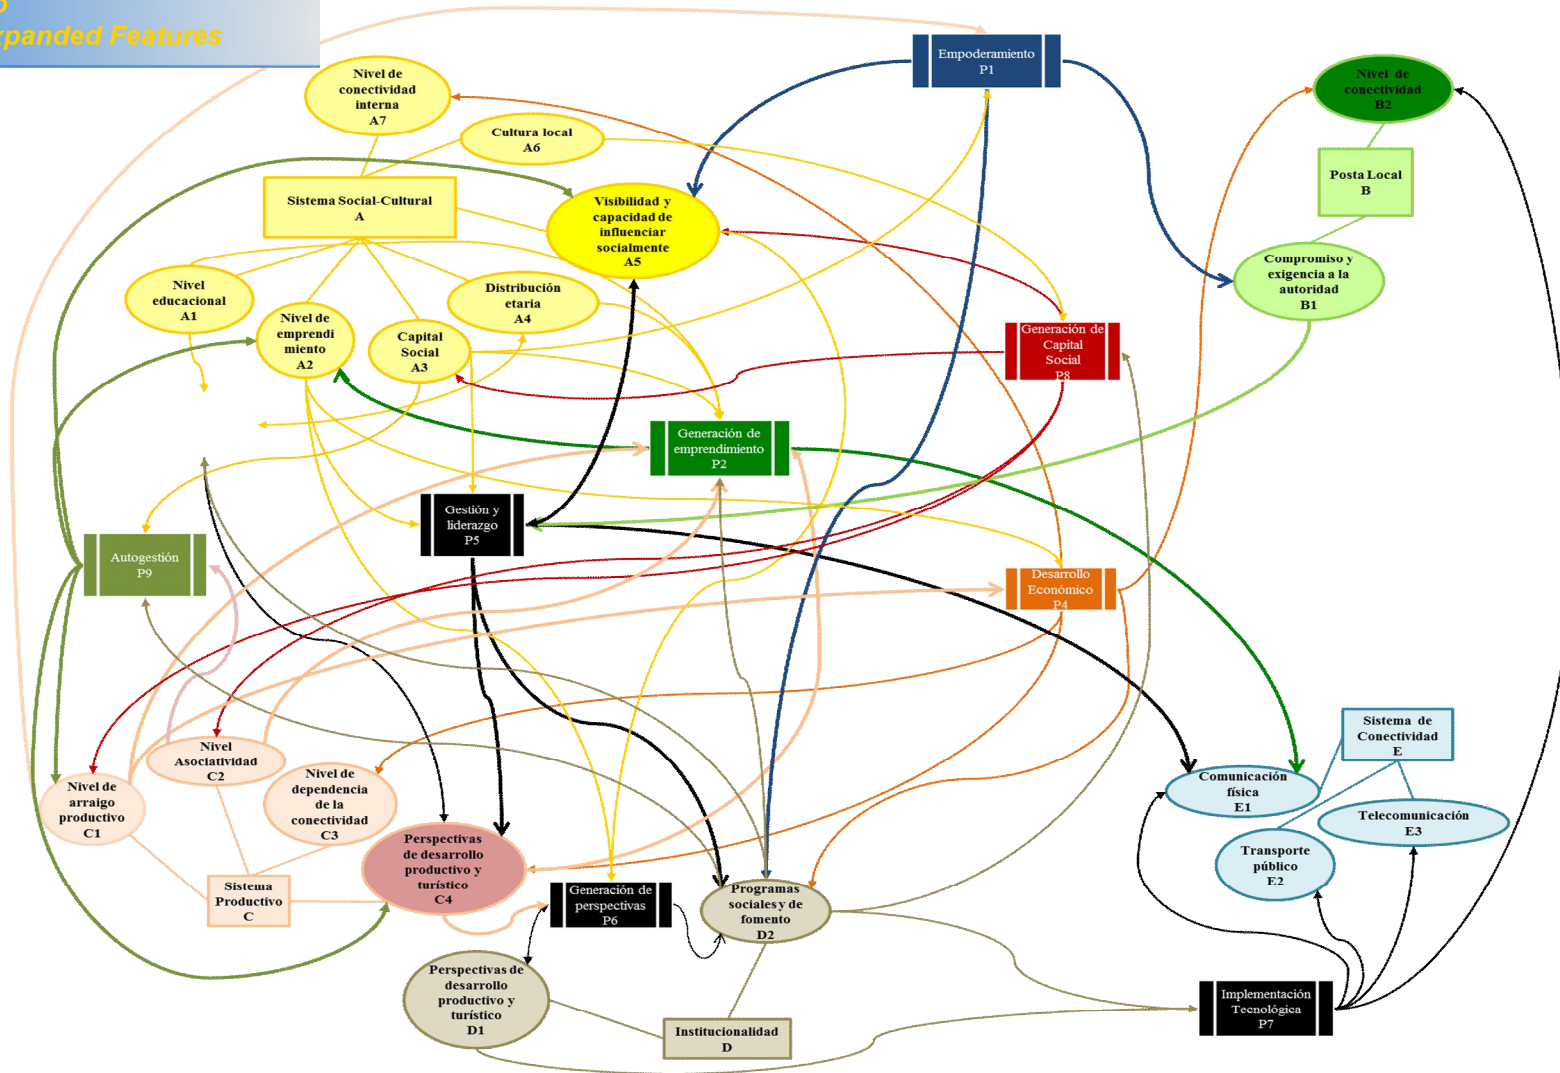 xpanded Features
Nivel de
conectividad
interna
A7
Cultura local
A6
Empoderamiento
P1
Nivel de
conectividad
B2
Posta Local
B
Sistema Social-Cultural
A
Visibilidad y
capacidad de
influenciar
socialmente
A5
Compromiso y
exigencia a la
autoridad
B1
Nivel
educacional
A1
Nivel de
emprendi
miento
A2
Capital
Social
A3
Distribución
etaria
A4
Generación de
Capital
Social
P8
Generación de
emprendimiento
P2
Gestión y
liderazgo
P5
Autogestión
P9
Desarrollo
Económico
P4
Nivel de
arraigo
productivo
C1
Nivel
Asociatividad
C2
Nivel de
dependencia
de la
conectividad
C3
Sistema
Productivo
C
Perspectivas
de desarrollo
productivo y
turístico
C4
Generación de
perspectivas
P6
Programas
sociales y de
fomento
D2
Perspectivas de
desarrollo
productivo y
turístico
D1
Institucionalidad
D
Sistema de
Conectividad
E
Comunicación
física
E1
Telecomunicación
E3
Transporte
público
E2
Implementación
Tecnológica
P7